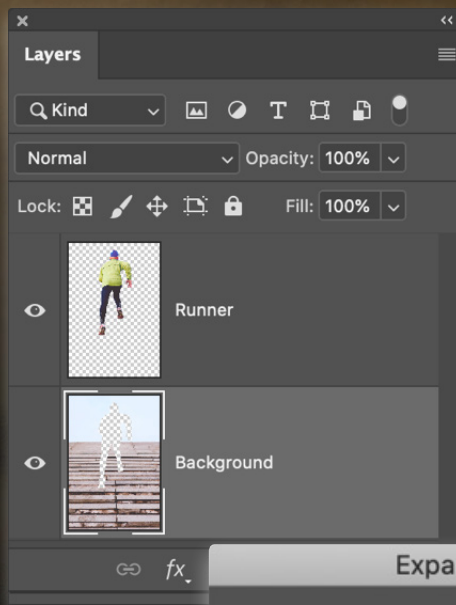 Layers
Kind
Normal Opacity: 100%
Lock: Fill: 100%
Runner
Background
fx
Expa